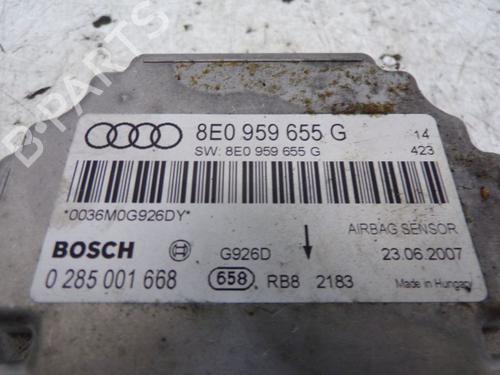 B-PARTS
8E0 959 655 G
14
SW: 8E0 959 655 G
423
*0036M0G926DY*
AIRBAG SENSOR
BOSCH
G926D
23.06.2007
0 285 001 668
658
RB8 2183
Made in Hungary